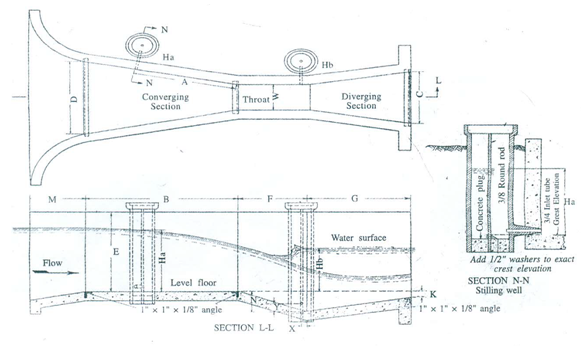 N
Ha
Hb
N
A
L
D
Converging
Section
Throat
W
Diverging
Section
C
M
B
F
G
E
Ha
Hb
Water surface
Flow
Level floor
N
Y
K
1" × 1" × 1/8" angle
1" × 1" × 1/8" angle
X
SECTION L-L
Concrete plug
3/8 Round rod
3/4 Inlet tube
Grest Elevation
Ha
Add 1/2" washers to exact
crest elevation
SECTION N-N
Stilling well